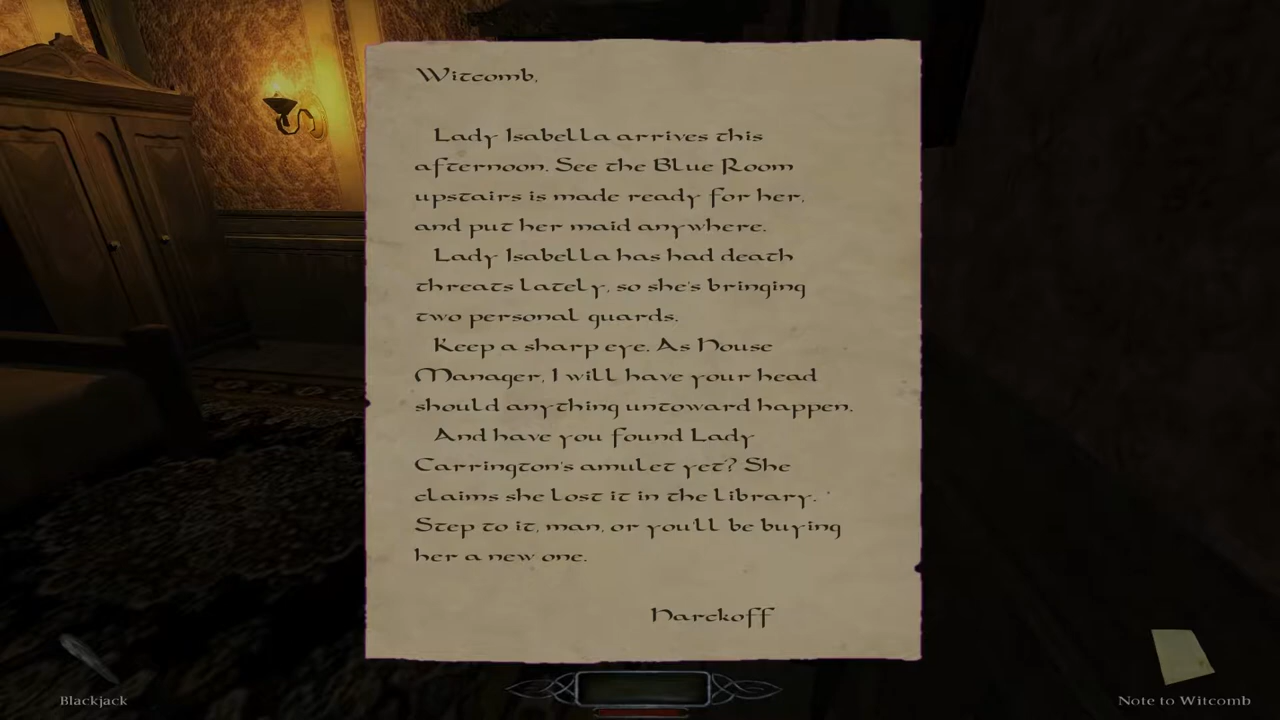 Witcomb,
Lady Isabella arrives this
afternoon. See the Blue Room
upstairs is made ready for her,
and put her maid anywhere.
Lady Isabella has had death
threats lately, so she's bringing
two personal guards.
Keep a sharp eye. As House
Manager, I will have your head
should anything untoward happen.
And have you found Lady
Carrington's amulet yet? She
claims she lost it in the library.
Step to it, man, or you'll be buying
her a new one.
Harckoff
Blackjack
Note to Witcomb